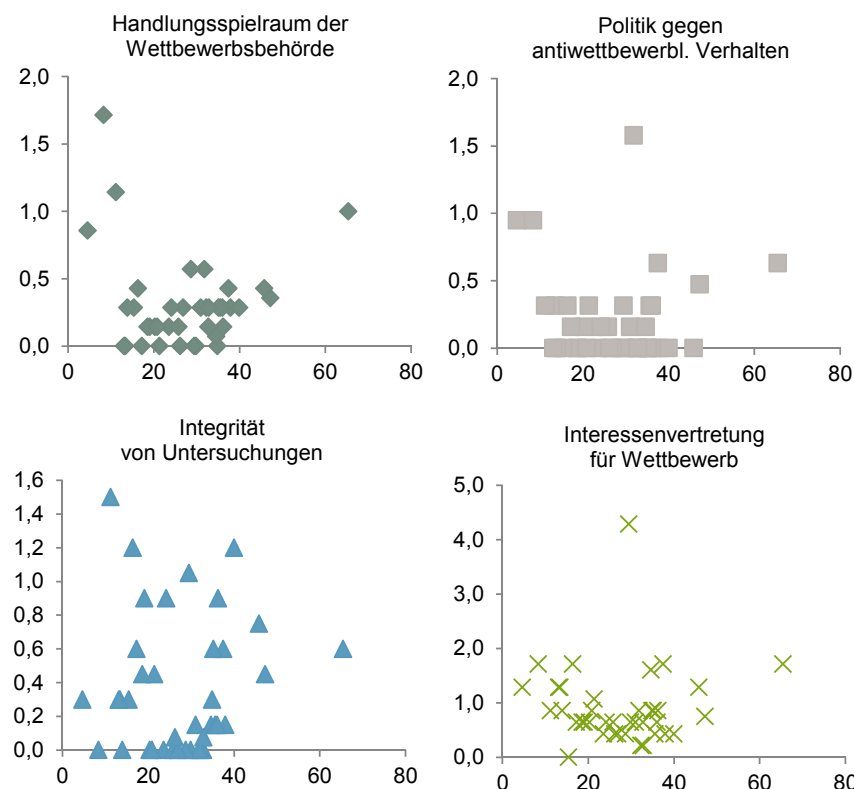 Handlungsspielraum der
Wettbewerbsbehörde
2,0
1,5
1,0
0,5
0,0
0 20 40 60 80
Politik gegen
antiwettbewerbl. Verhalten
2,0
1,5
1,0
0,5
0,0
0 20 40 60 80
Integrität
von Untersuchungen
1,6
1,4
1,2
1,0
0,8
0,6
0,4
0,2
0,0
0 20 40 60 80
Interessenvertretung
für Wettbewerb
5,0
4,0
3,0
2,0
1,0
0,0
0 20 40 60 80